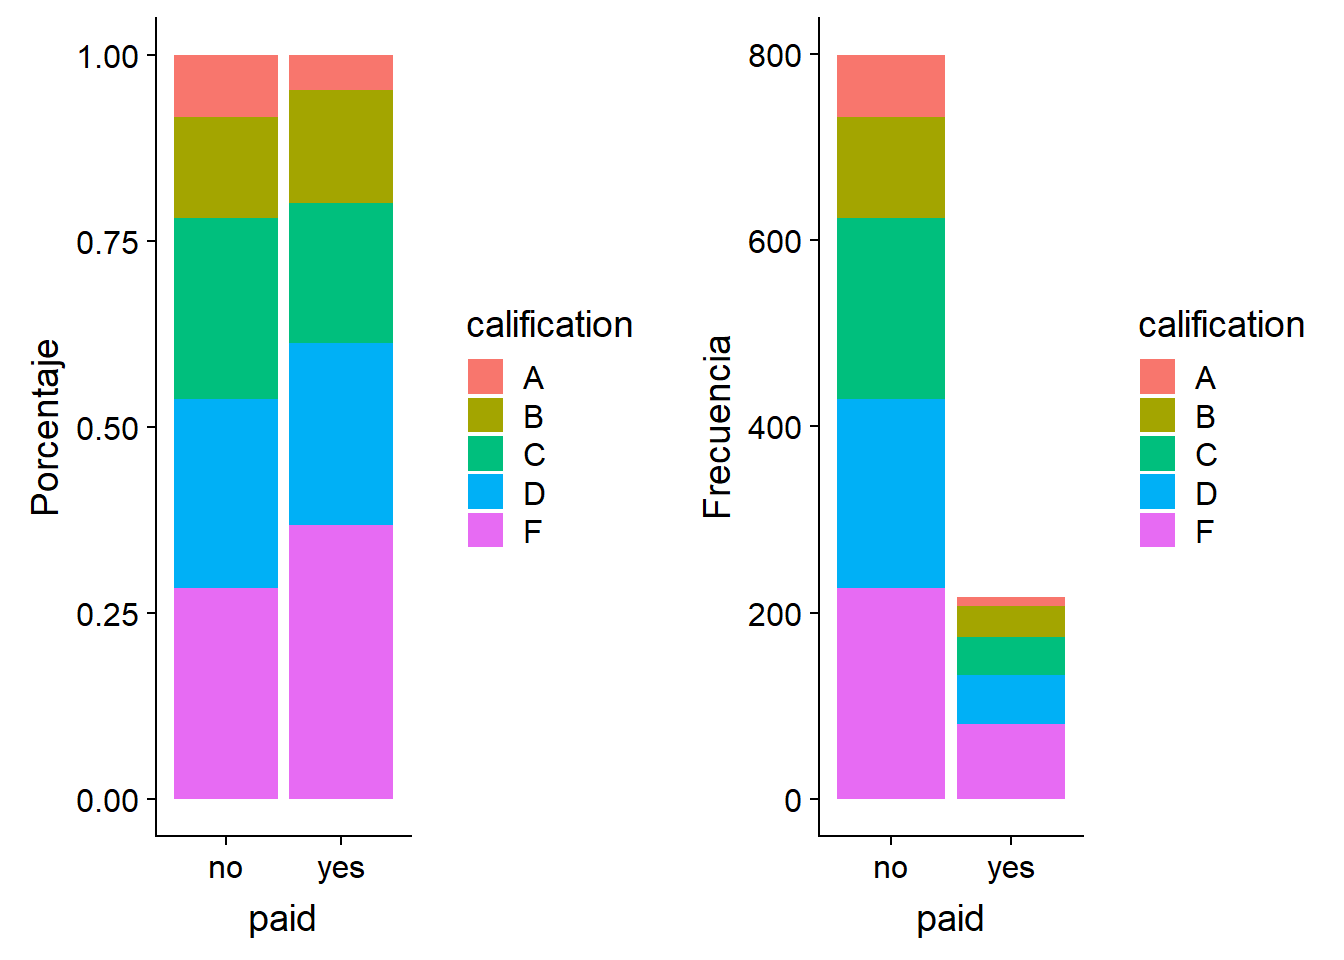 1.00
0.75
0.50
0.25
0.00
Porcentaje
no yes
paid
calification
A
B
C
D
F
800
600
400
200
0
Frecuencia
no yes
paid
calification
A
B
C
D
F